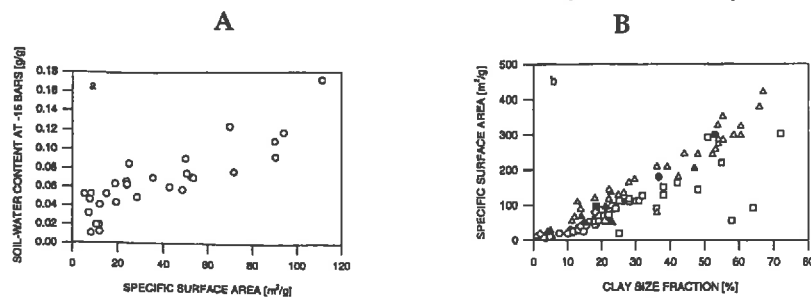 A
B
SOIL-WATER CONTENT AT -15 BARS [g/g]
0.18
0.16
0.14
0.12
0.10
0.08
0.06
0.04
0.02
0.00
a
0 20 40 60 80 100 120
SPECIFIC SURFACE AREA [m²/g]
SPECIFIC SURFACE AREA [m²/g]
500
400
300
200
100
0
b
0 10 20 30 40 50 60 70 80
CLAY SIZE FRACTION [%]